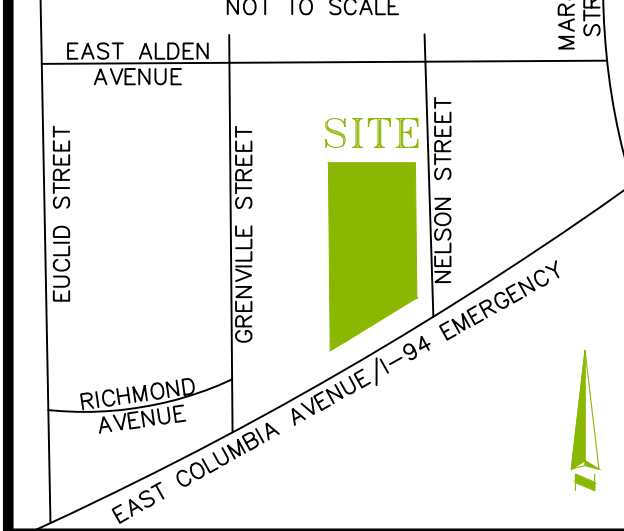 NOT TO SCALE
EAST ALDEN
AVENUE
EUCLID STREET
GRENVILLE STREET
SITE
NELSON STREET
RICHMOND
AVENUE
EAST COLUMBIA AVENUE/I-94 EMERGENCY
N